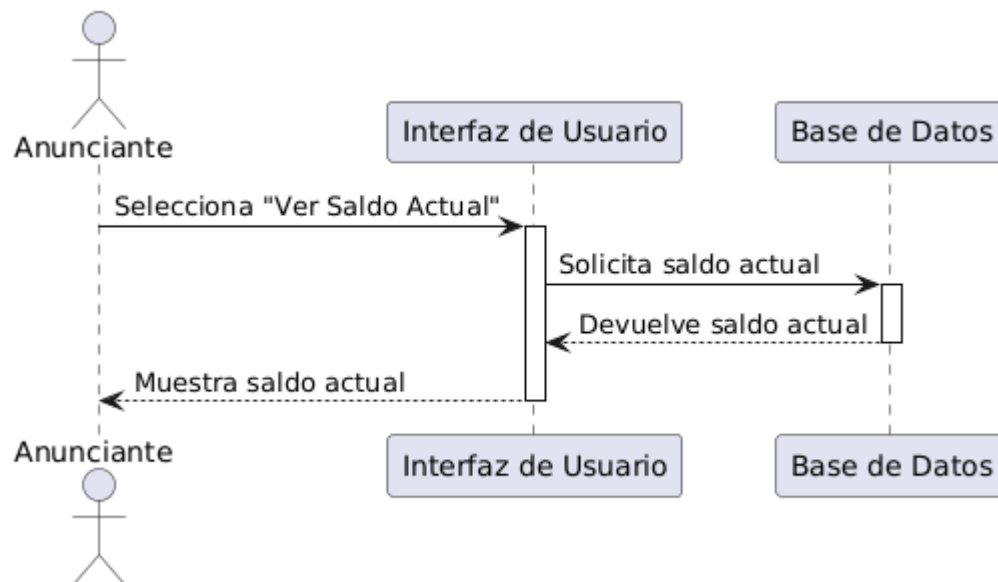 Anunciante
Interfaz de Usuario
Base de Datos
Selecciona "Ver Saldo Actual"
Solicita saldo actual
Devuelve saldo actual
Muestra saldo actual
Anunciante
Interfaz de Usuario
Base de Datos